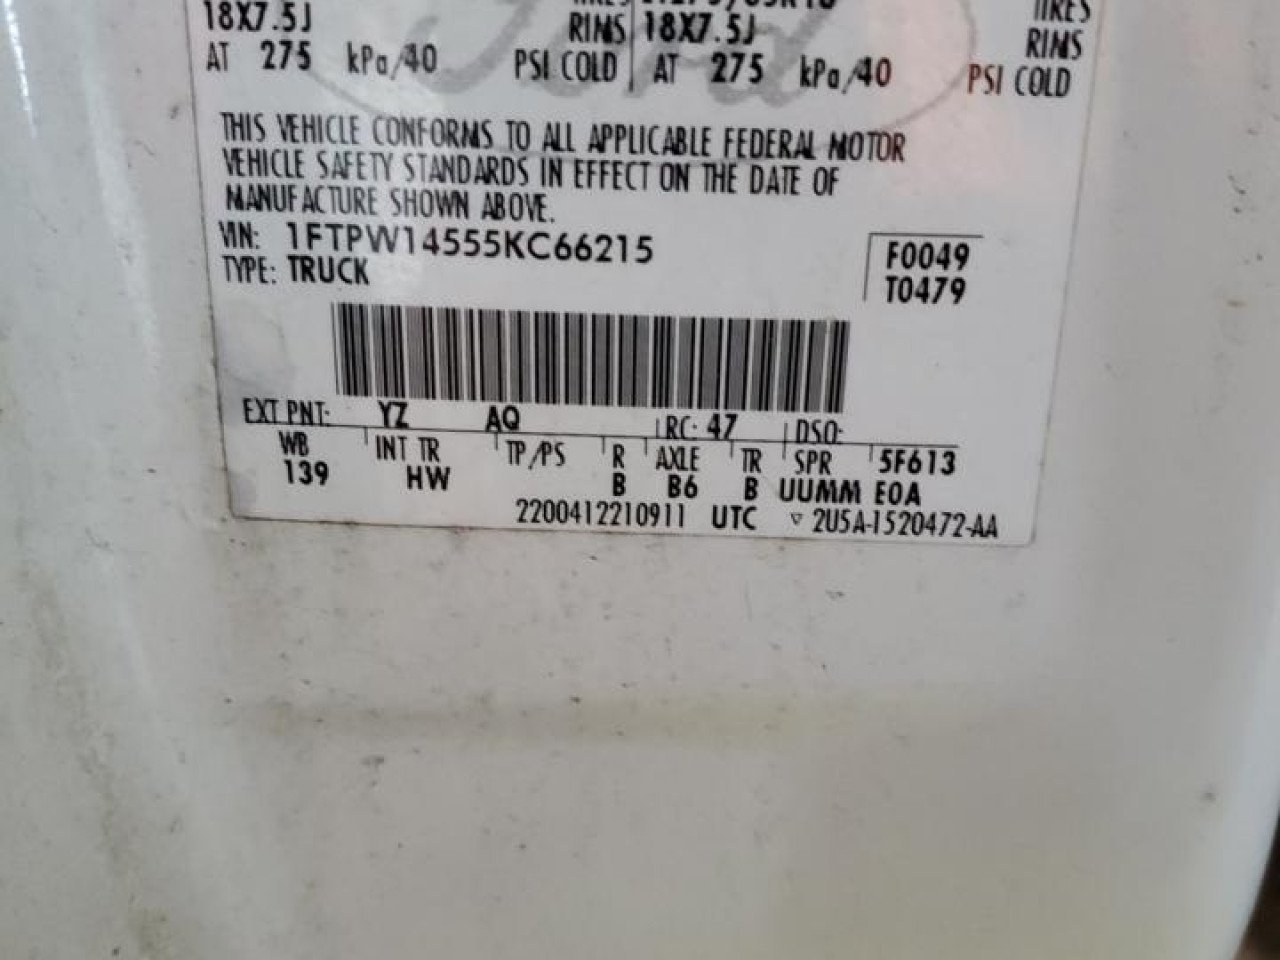 18X7.5J RIMS 18X7.5J RIMS
AT 275 kPa/40 PSI COLD AT 275 kPa/40 PSI COLD
THIS VEHICLE CONFORMS TO ALL APPLICABLE FEDERAL MOTOR
VEHICLE SAFETY STANDARDS IN EFFECT ON THE DATE OF
MANUFACTURE SHOWN ABOVE.
VIN: 1FTPW14555KC66215
TYPE: TRUCK
F0049
T0479
EXT PNT: YZ AQ RC: 47 DSO:
WB INT TR TP/PS R AXLE TR SPR 5F613
139 HW B B6 B UUMM E0A
2200412210911 UTC ▽ 2U5A-1520472-AA